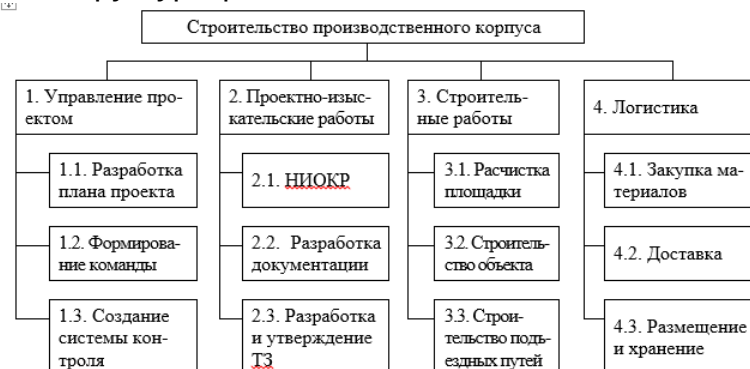 Строительство производственного корпуса
1. Управление про-
ектом
2. Проектно-изыс-
кательские работы
3. Строитель-
ные работы
4. Логистика
1.1. Разработка
плана проекта
2.1. НИОКР
3.1. Расчистка
площадки
4.1. Закупка ма-
териалов
1.2. Формирова-
ние команды
2.2. Разработка
документации
3.2. Строитель-
ство объекта
4.2. Доставка
1.3. Создание
системы кон-
троля
2.3. Разработка
и утверждение
ТЗ
3.3. Строи-
тельство подъ-
ездных путей
4.3. Размещение
и хранение